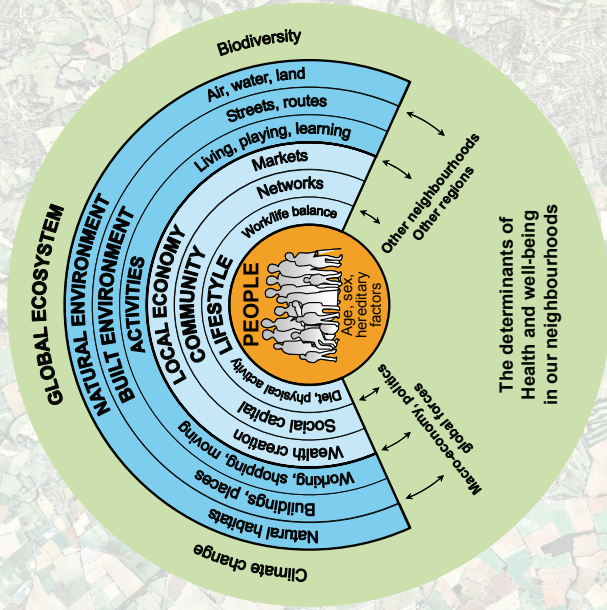 The determinants of
Health and well-being
in our neighbourhoods
GLOBAL ECOSYSTEM
Climate change
Biodiversity
NATURAL ENVIRONMENT
Natural habitats
Air, water, land
BUILT ENVIRONMENT
Buildings, places
Streets, routes
ACTIVITIES
Working, shopping, moving
Living, playing, learning
LOCAL ECONOMY
Wealth creation
Markets
COMMUNITY
Social capital
Networks
LIFESTYLE
Diet, physical activity
Work/life balance
PEOPLE
Age, sex,
hereditary
factors
Macro-economy, politics
global forces
Other neighbourhoods
Other regions